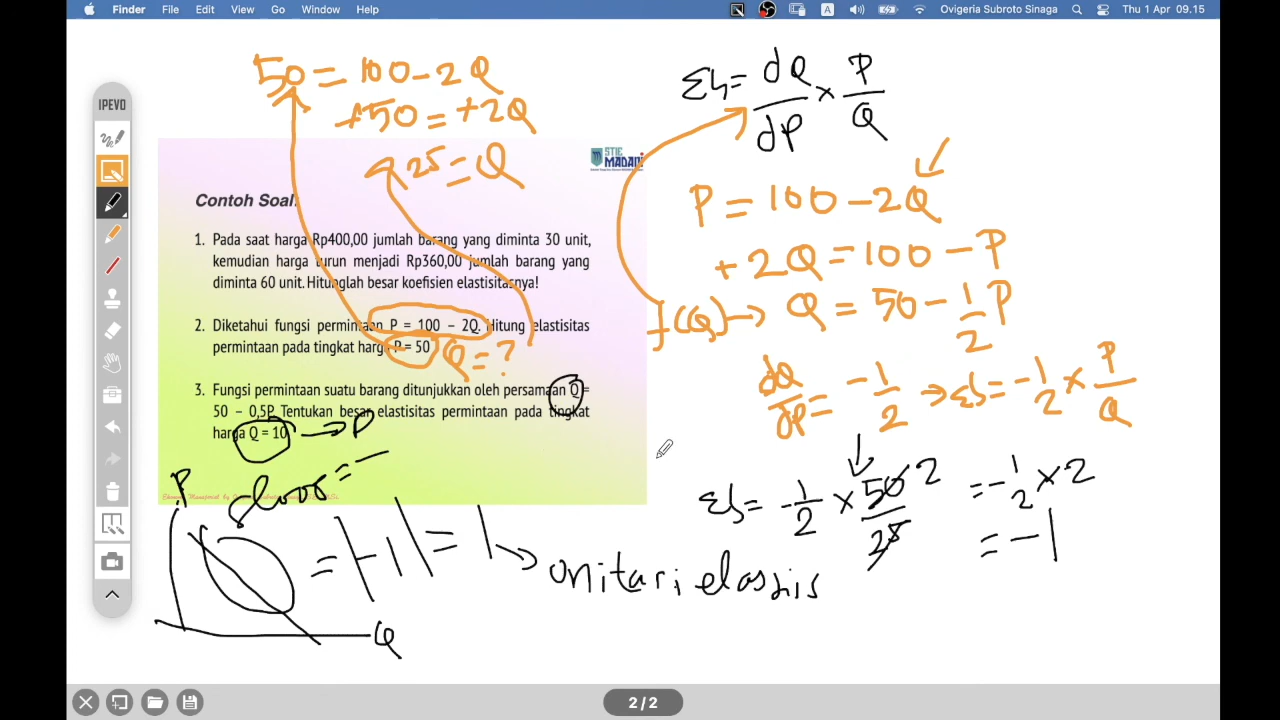 Finder File Edit View Go Window Help Ovigeria Subroto Sinaga Thu 1 Apr 09.15
IPEVO
50 = 100 - 2Q
+50 = +2Q
25 = Q
STIE
MADANI
Contoh Soal:
1. Pada saat harga Rp400,00 jumlah barang yang diminta 30 unit,
kemudian harga turun menjadi Rp360,00 jumlah barang yang
diminta 60 unit. Hitunglah besar koefisien elastisitasnya!
2. Diketahui fungsi permintaan P = 100 – 2Q. Hitung elastisitas
permintaan pada tingkat harga P = 50 Q = ?
3. Fungsi permintaan suatu barang ditunjukkan oleh persamaan Q =
50 – 0,5P Tentukan besar elastisitas permintaan pada tingkat
harga Q = 10 → P
P
= -
Q
= |-1| = 1 → unitari elastis
Eh = dQ/dP × P/Q
P = 100 - 2Q
+2Q = 100 - P
f(Q) → Q = 50 - 1/2 P
dQ/dP = -1/2 → Eh = -1/2 × P/Q
Eh = -1/2 × 50/25 2 = -1/2 × 2
= -1
2/2